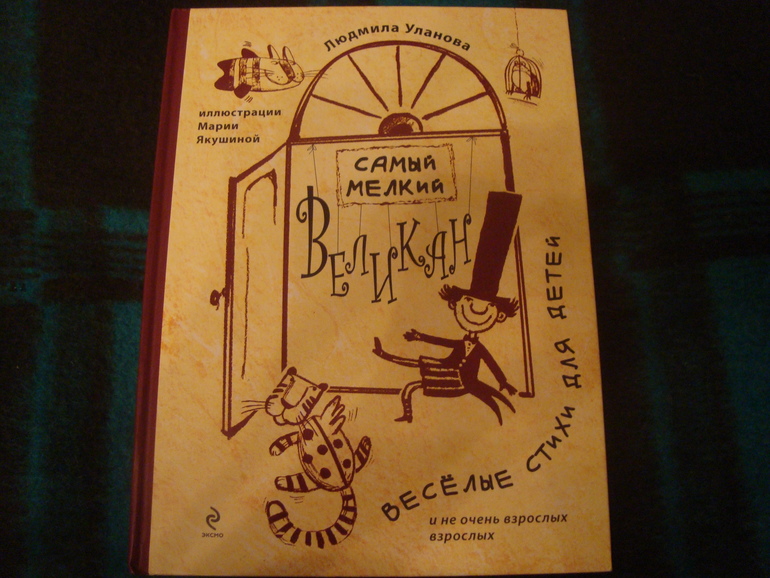 Людмила Уланова
иллюстрации
Марии
Якушиной
САМЫЙ
МЕЛКИЙ
ВЕЛИКАН
ВЕСЁЛЫЕ СТИХИ ДЛЯ ДЕТЕЙ
и не очень взрослых
взрослых
ЭКСМО